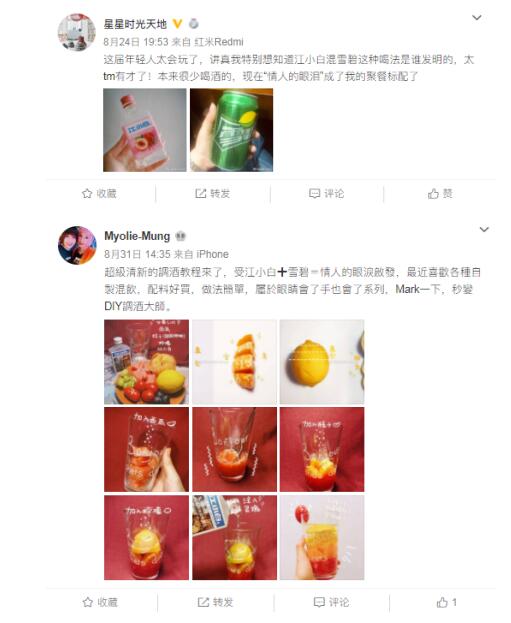 星星时光天地
8月24日 19:53 来自 红米Redmi
这届年轻人太会玩了，讲真我特别想知道江小白混雪碧这种喝法是谁发明的，太
tm有才了！本来很少喝酒的，现在“情人的眼泪”成了我的聚餐标配了
收藏 转发 评论 赞
Myolie-Mung
8月31日 14:35 来自 iPhone
超級清新的調酒教程來了，受江小白➕雪碧＝情人的眼淚啟發，最近喜歡各種自
製混飲，配料好買，做法簡單，屬於眼睛會了手也會了系列，Mark一下，秒變
DIY調酒大師。
收藏 转发 评论 1